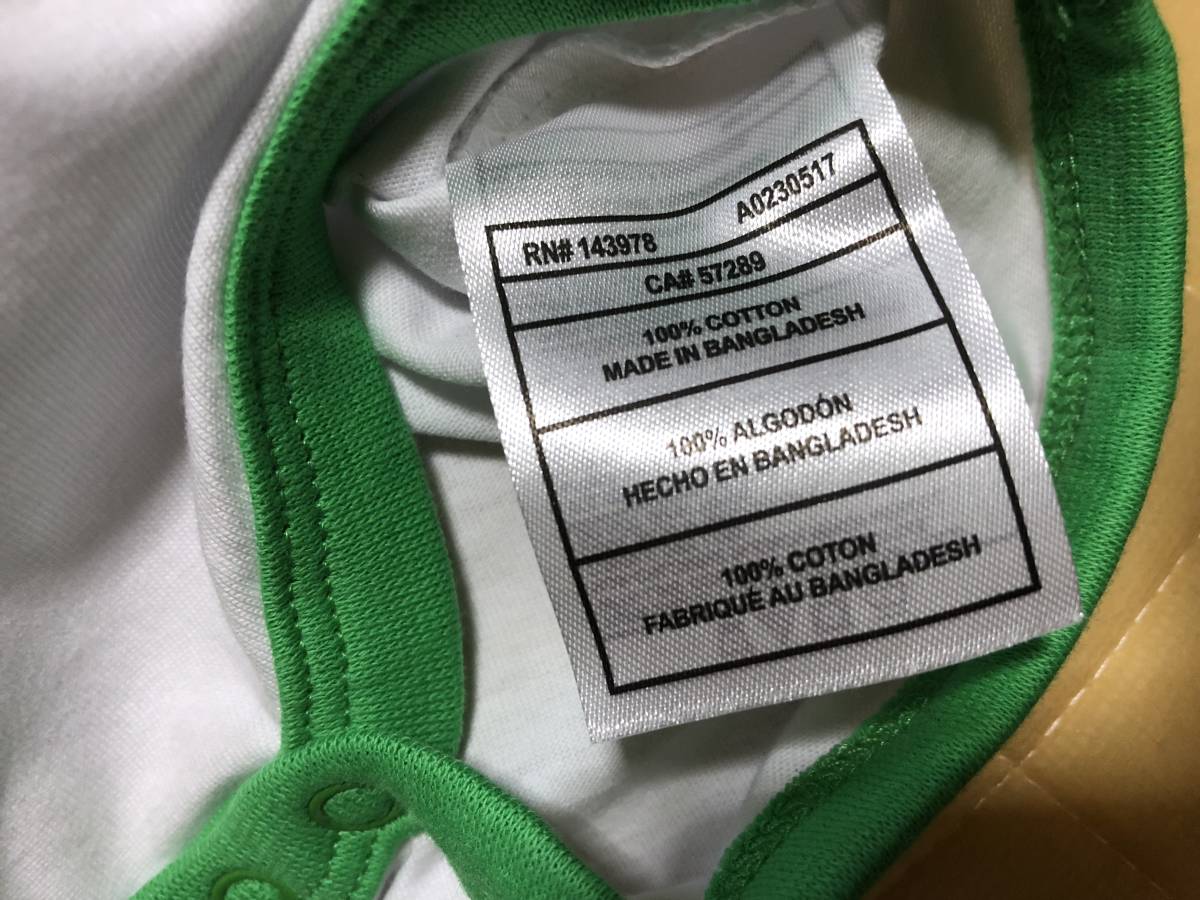 RN# 143978 A0230517
CA# 57289
100% COTTON
MADE IN BANGLADESH
100% ALGODÓN
HECHO EN BANGLADESH
100% COTON
FABRIQUÉ AU BANGLADESH